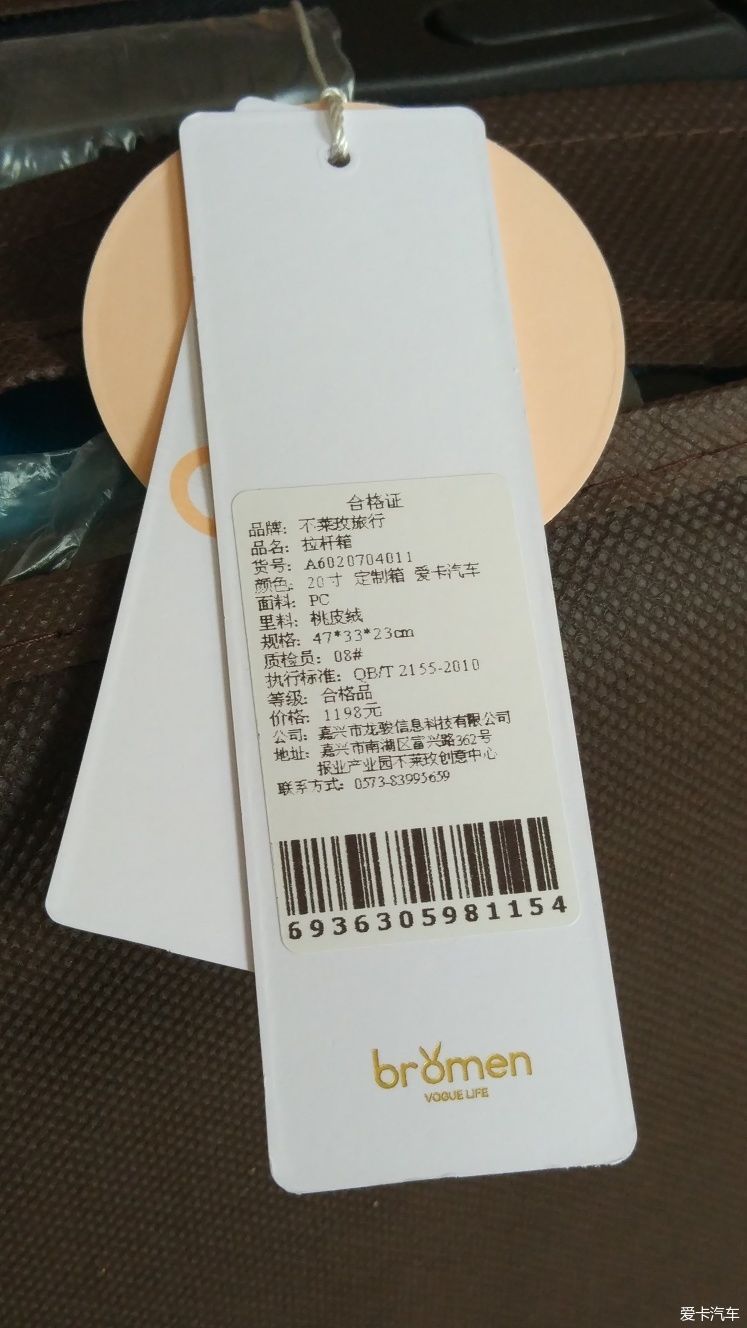 合格证
品牌: 不莱玫旅行
品名: 拉杆箱
货号: A6020704011
颜色: 20寸 定制箱 爱卡汽车
面料: PC
里料: 桃皮绒
规格: 47*33*23cm
质检员: 08#
执行标准: QB/T 2155-2010
等级: 合格品
价格: 1198元
公司: 嘉兴市龙骏信息科技有限公司
地址: 嘉兴市南湖区富兴路362号
报业产业园不莱玫创意中心
联系方式: 0573-83995659
6936305981154
bromen
VOGUE LIFE
爱卡汽车